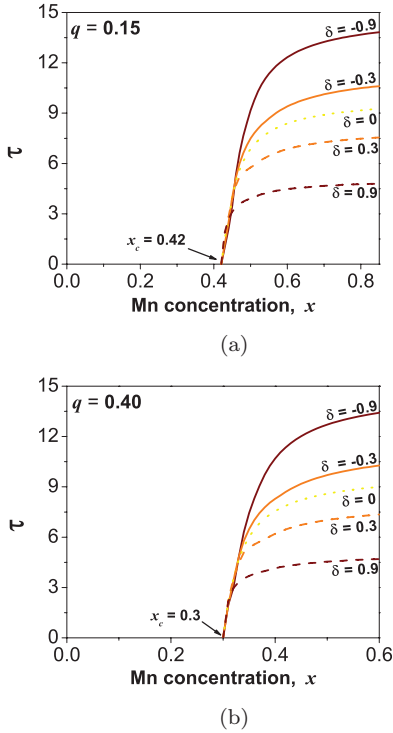 15
q = 0.15
δ = -0.9
12
δ = -0.3
9
δ = 0
τ
6
δ = 0.3
δ = 0.9
3
x_c = 0.42
0
0.0 0.2 0.4 0.6 0.8
Mn concentration, x
(a)
15
q = 0.40
δ = -0.9
12
δ = -0.3
9
δ = 0
τ
6
δ = 0.3
δ = 0.9
3
x_c = 0.3
0
0.0 0.2 0.4 0.6
Mn concentration, x
(b)